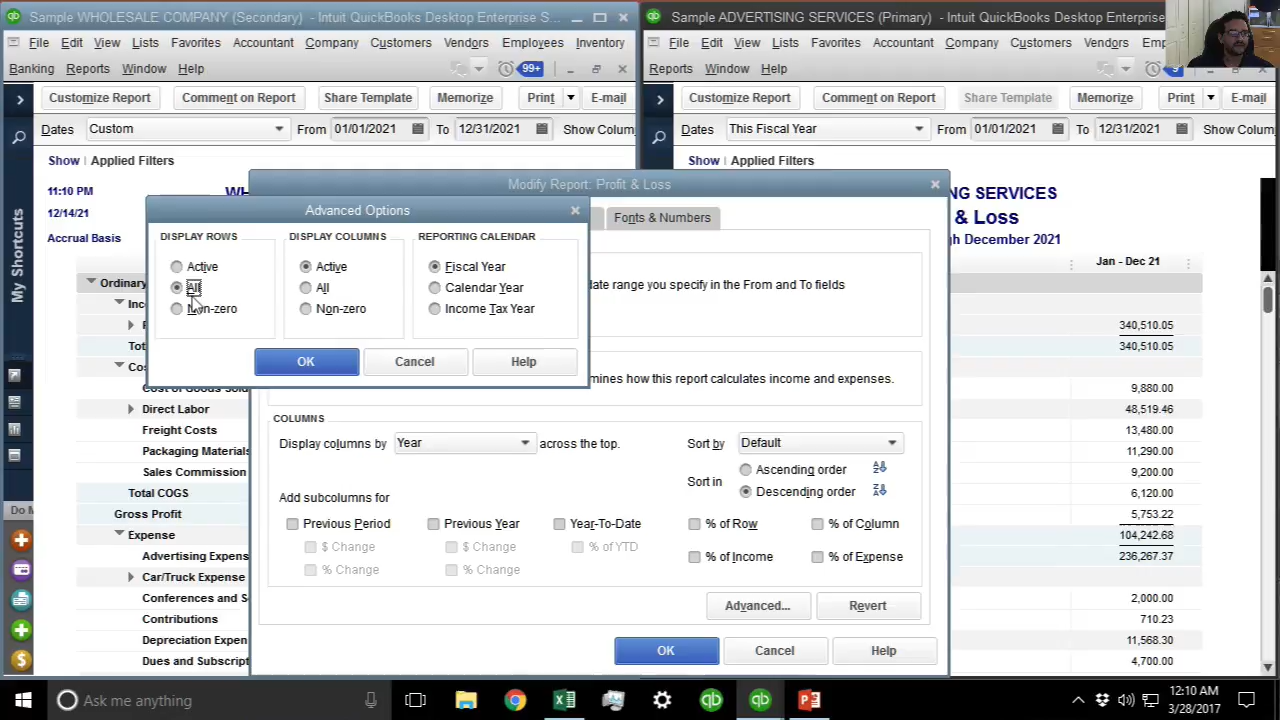 Sample WHOLESALE COMPANY (Secondary) - Intuit QuickBooks Desktop Enterprise S...
File Edit View Lists Favorites Accountant Company Customers Vendors Employees Inventory
Banking Reports Window Help 99+
Customize Report Comment on Report Share Template Memorize Print E-mail
Dates Custom From 01/01/2021 To 12/31/2021 Show Colum
Show | Applied Filters
11:10 PM
12/14/21
Accrual Basis
My Shortcuts
Do M
Ordinary
Inc
Tot
Cos
Direct Labor
Freight Costs
Packaging Materials
Sales Commission
Total COGS
Gross Profit
Expense
Advertising Expens
Car/Truck Expense
Conferences and S
Contributions
Depreciation Expen
Dues and Subscript
Sample ADVERTISING SERVICES (Primary) - Intuit QuickBooks Desktop Enterprise
File Edit View Lists Favorites Accountant Company Customers Vendors
Reports Window Help
Customize Report Comment on Report Share Template Memorize Print E-mail
Dates This Fiscal Year From 01/01/2021 To 12/31/2021 Show Colum
Show | Applied Filters
NG SERVICES
& Loss
gh December 2021
Jan - Dec 21
340,510.05
340,510.05
9,880.00
48,519.46
13,480.00
11,290.00
9,200.00
6,120.00
5,753.22
104,242.68
236,267.37
2,000.00
710.23
11,568.30
4,700.00
Modify Report: Profit & Loss
Fonts & Numbers
date range you specify in the From and To fields
mines how this report calculates income and expenses.
COLUMNS
Display columns by Year across the top.
Sort by Default
Sort in Ascending order
Descending order
Add subcolumns for
Previous Period Previous Year Year-To-Date % of Row % of Column
$ Change $ Change % of YTD % of Income % of Expense
% Change % Change
Advanced... Revert
OK Cancel Help
Advanced Options
DISPLAY ROWS DISPLAY COLUMNS REPORTING CALENDAR
Active Active Fiscal Year
All All Calendar Year
Non-zero Non-zero Income Tax Year
OK Cancel Help
Ask me anything
12:10 AM
3/28/2017